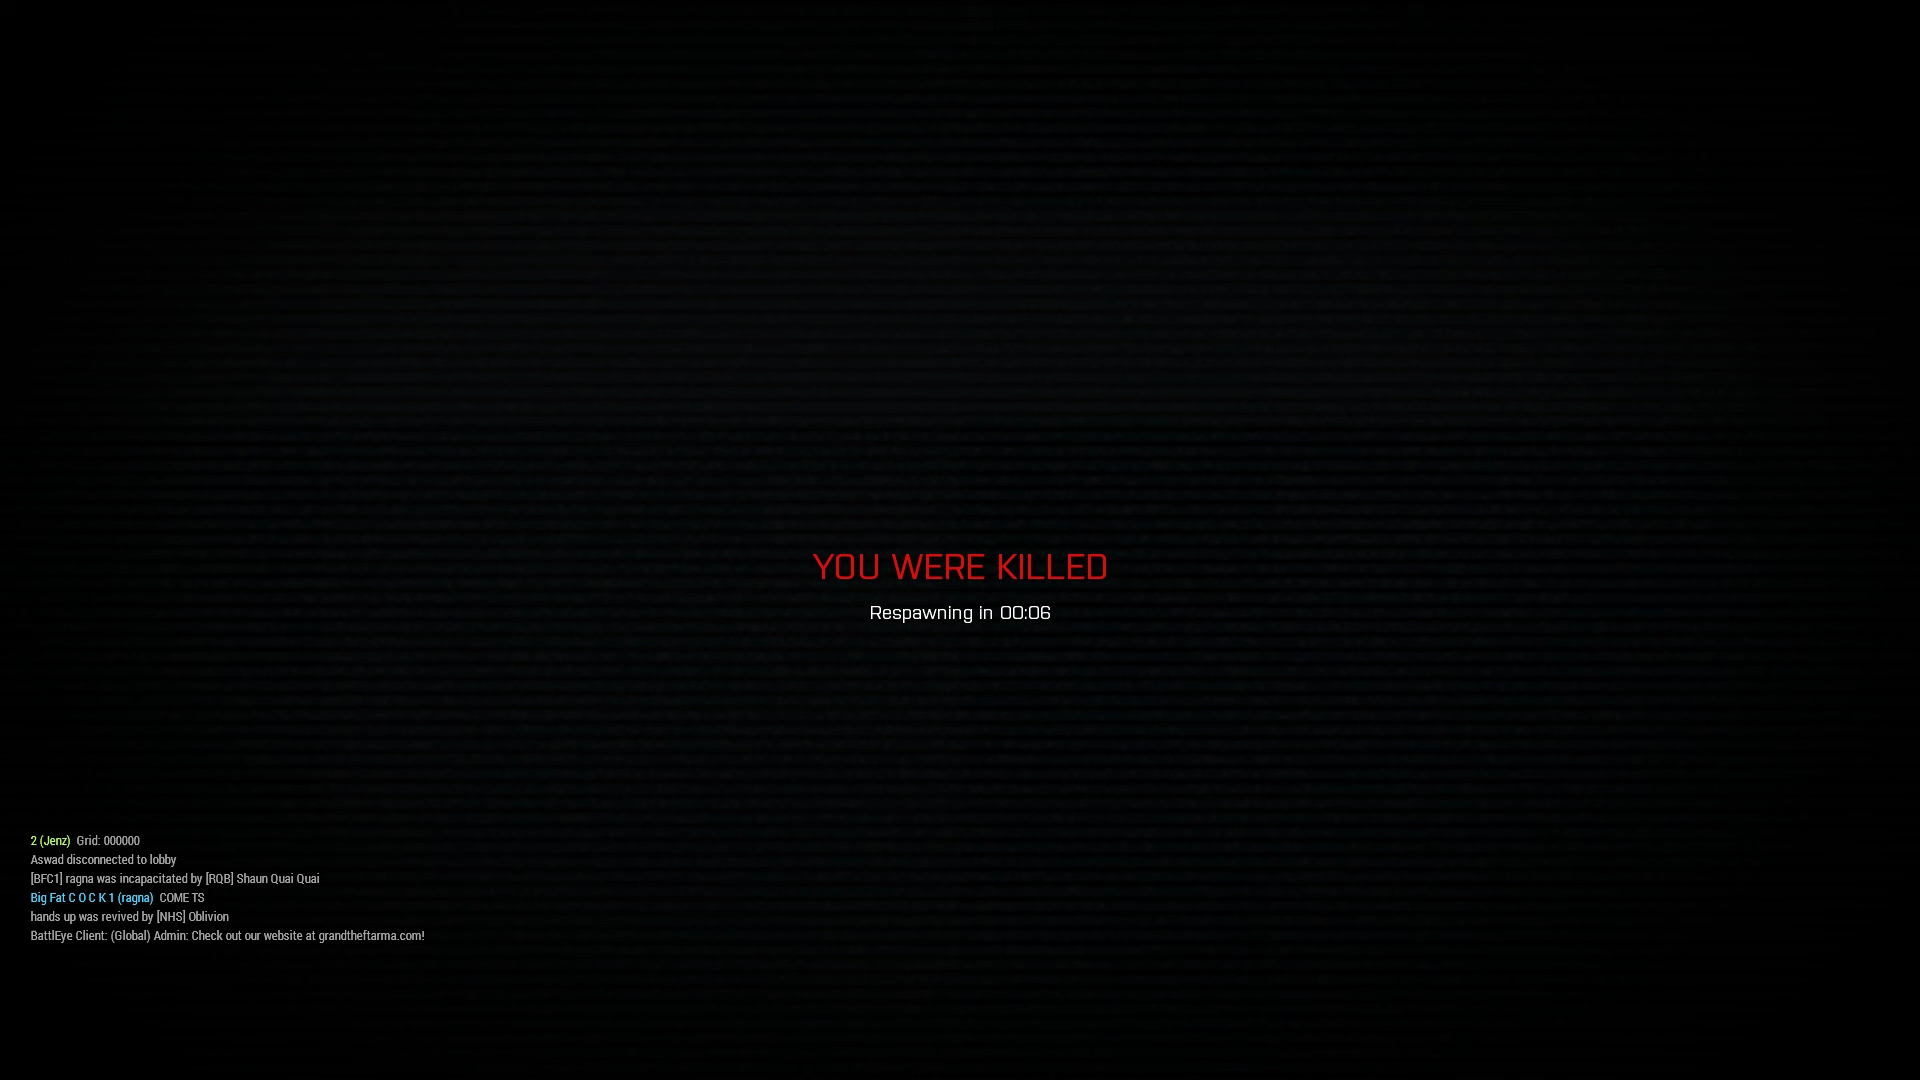 YOU WERE KILLED
Respawning in 00:06
2 (Jenz) Grid: 000000
Aswad disconnected to lobby
[BFC1] ragna was incapacitated by [RQB] Shaun Quai Quai
Big Fat C O C K 1 (ragna) COME TS
hands up was revived by [NHS] Oblivion
BattlEye Client: (Global) Admin: Check out our website at grandtheftarma.com!